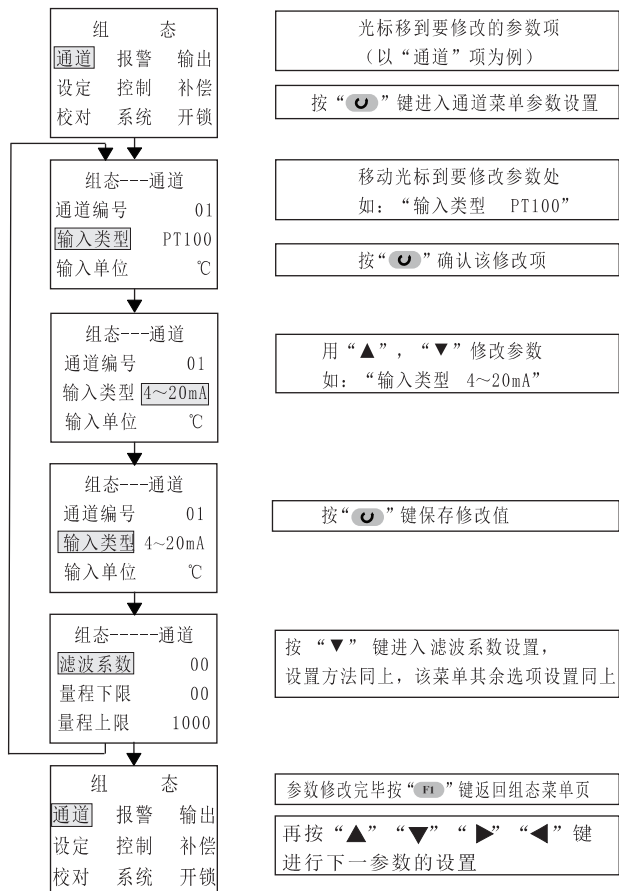 组 态
通道 报警 输出
设定 控制 补偿
校对 系统 开锁
光标移到要修改的参数项
（以“通道”项为例）
按“ ”键进入通道菜单参数设置
组态---通道
通道编号 01
输入类型 PT100
输入单位 ℃
移动光标到要修改参数处
如：“输入类型 PT100”
按“ ”确认该修改项
组态---通道
通道编号 01
输入类型 4～20mA
输入单位 ℃
用“▲”，“▼”修改参数
如：“输入类型 4～20mA”
组态---通道
通道编号 01
输入类型 4~20mA
输入单位 ℃
按“ ”键保存修改值
组态-----通道
滤波系数 00
量程下限 00
量程上限 1000
按 “▼” 键进入滤波系数设置，
设置方法同上，该菜单其余选项设置同上
组 态
通道 报警 输出
设定 控制 补偿
校对 系统 开锁
参数修改完毕按“F1”键返回组态菜单页
再按“▲”“▼”“▶”“◀”键
进行下一参数的设置